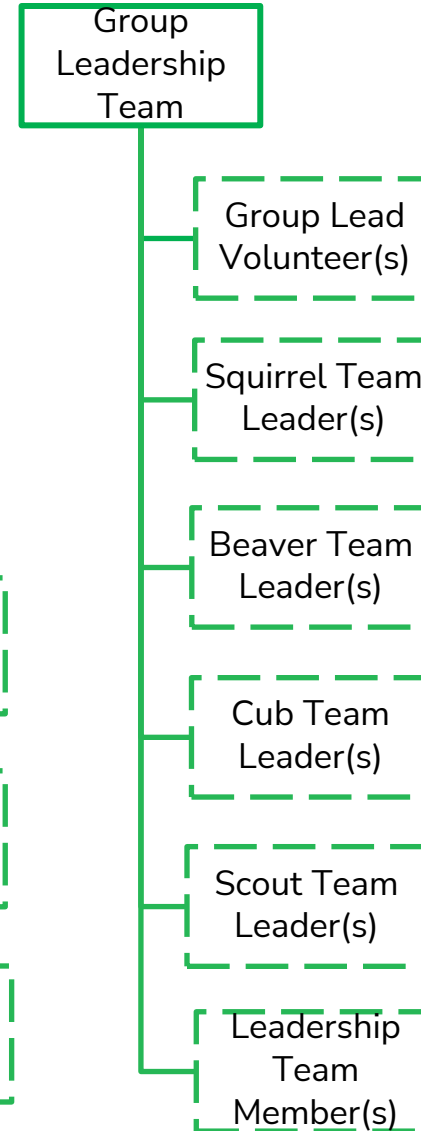 Group
Leadership
Team
Group Lead
Volunteer(s)
Squirrel Team
Leader(s)
Beaver Team
Leader(s)
Cub Team
Leader(s)
Scout Team
Leader(s)
Leadership
Team
Member(s)